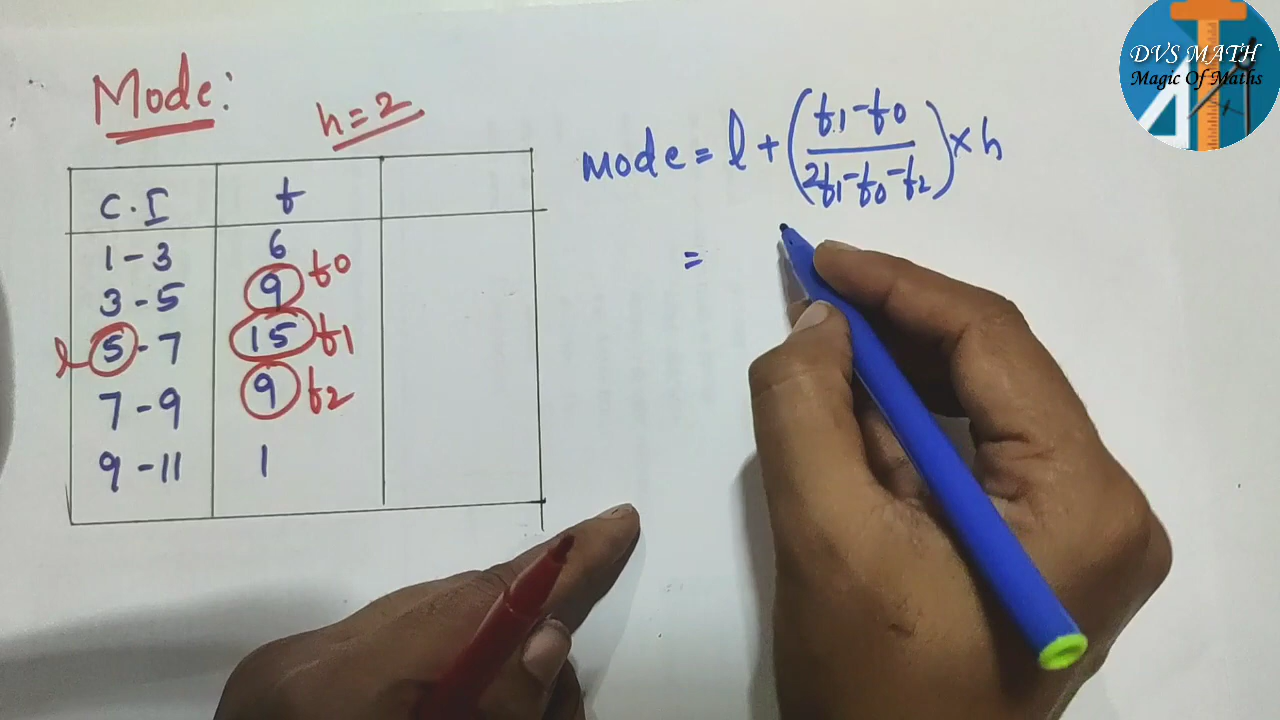 DVS MATH
Magic Of Maths
Mode:
h=2
C.I f
1-3 6
3-5 9 f0
l 5-7 15 f1
7-9 9 f2
9-11 1
mode = l + (f1-f0 / 2f1-f0-f2) × h
=